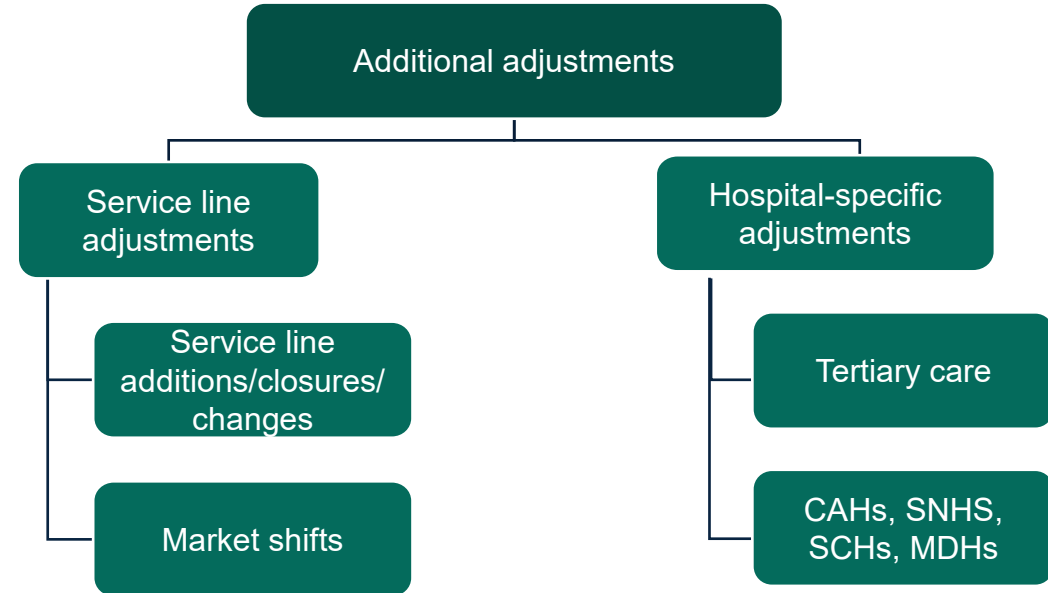 Additional adjustments
Service line
adjustments
Service line
additions/closures/
changes
Market shifts
Hospital-specific
adjustments
Tertiary care
CAHs, SNHS,
SCHs, MDHs